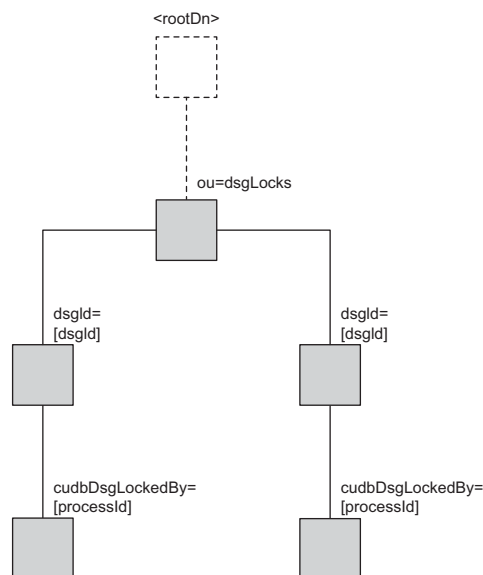 <rootDn>
ou=dsgLocks
dsgId=
[dsgId]
dsgId=
[dsgId]
cudbDsgLockedBy=
[processId]
cudbDsgLockedBy=
[processId]